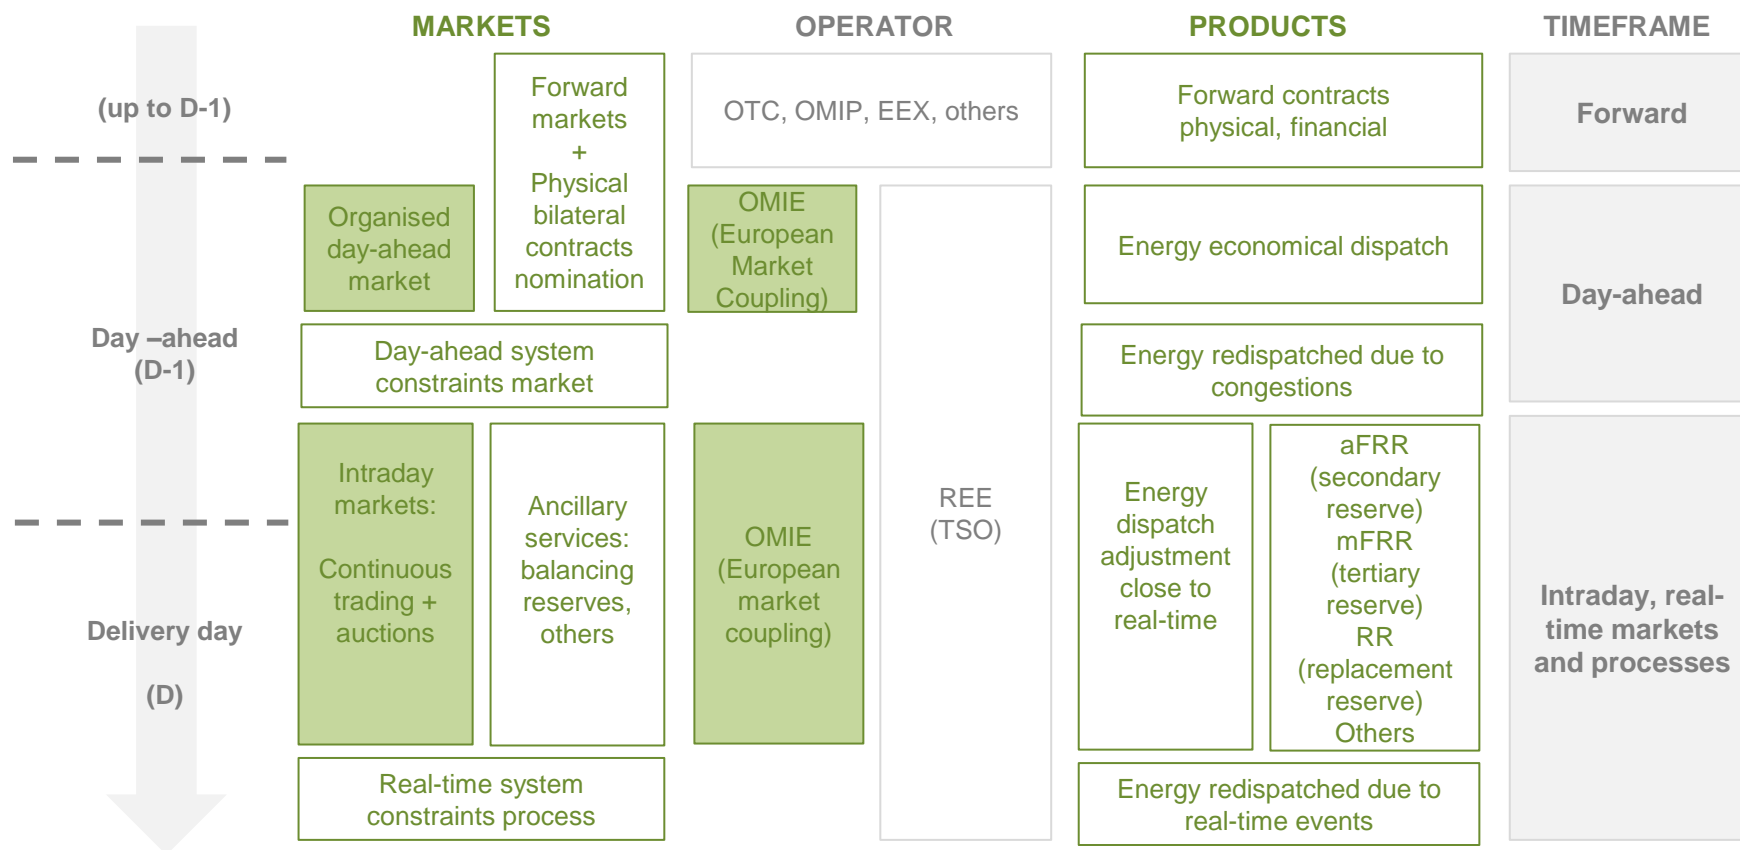 MARKETS
OPERATOR
PRODUCTS
TIMEFRAME
(up to D-1)
Forward
markets
+
Physical
bilateral
contracts
nomination
OTC, OMIP, EEX, others
Forward contracts
physical, financial
Forward
Day –ahead
(D-1)
Organised
day-ahead
market
OMIE
(European
Market
Coupling)
Energy economical dispatch
Day-ahead
Day-ahead system
constraints market
Energy redispatched due to
congestions
REE
(TSO)
Delivery day
(D)
Intraday
markets:
Continuous
trading +
auctions
Ancillary
services:
balancing
reserves,
others
OMIE
(European
market
coupling)
Energy
dispatch
adjustment
close to
real-time
aFRR
(secondary
reserve)
mFRR
(tertiary
reserve)
RR
(replacement
reserve)
Others
Intraday, real-
time markets
and processes
Real-time system
constraints process
Energy redispatched due to
real-time events